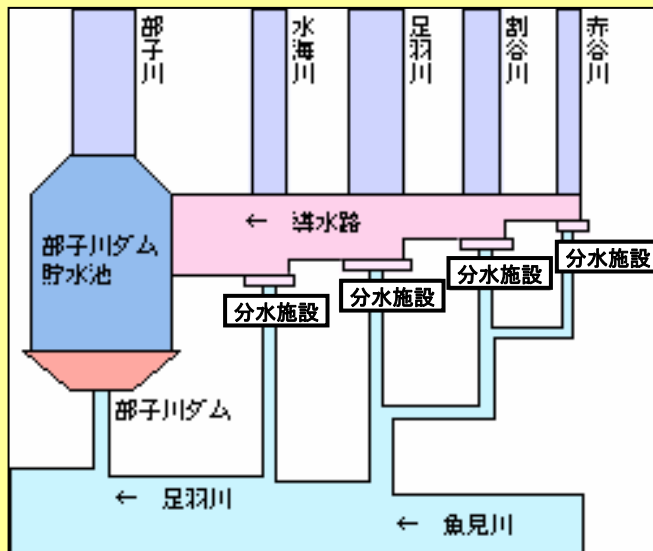 部子川
水海川
足羽川
割谷川
赤谷川
← 導水路
部子川ダム
貯水池
分水施設
分水施設
分水施設
分水施設
部子川ダム
← 足羽川
← 魚見川